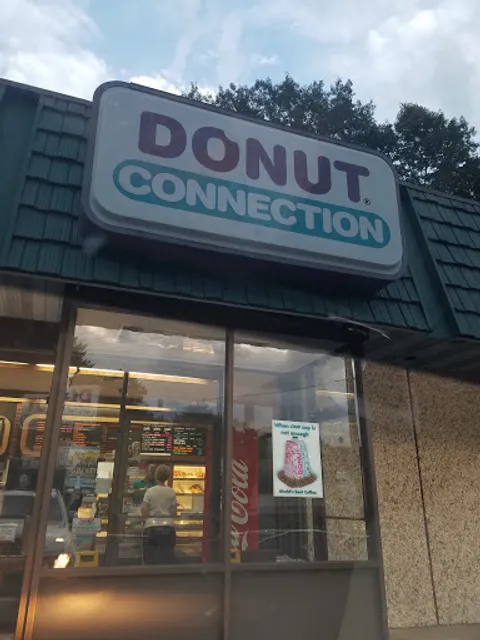 DONUT®
CONNECTION
When one cup is
not enough!
World's Best Coffee
Coca-Cola